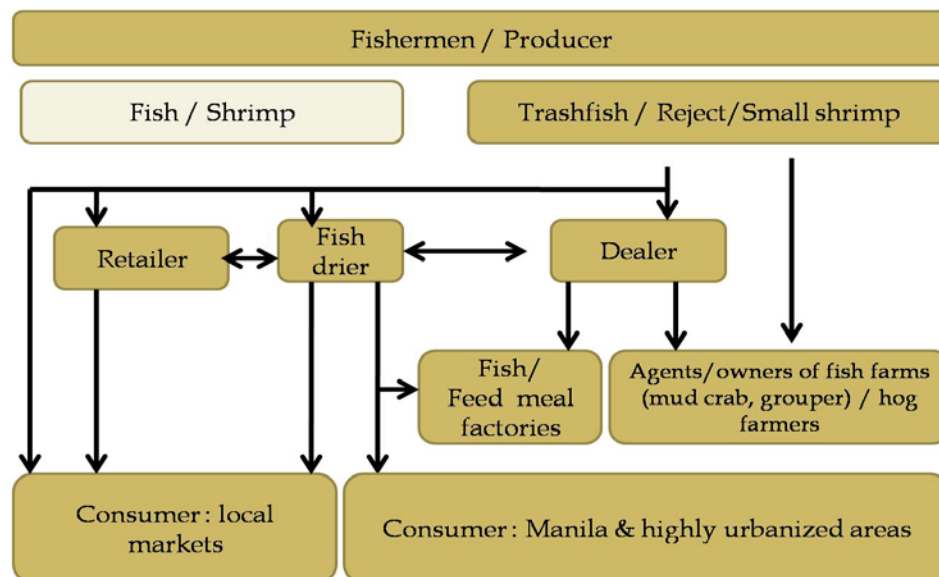 Fishermen / Producer
Fish / Shrimp
Trashfish / Reject/Small shrimp
Retailer
Fish
drier
Dealer
Fish/
Feed meal
factories
Agents/owners of fish farms
(mud crab, grouper) / hog
farmers
Consumer : local
markets
Consumer : Manila & highly urbanized areas